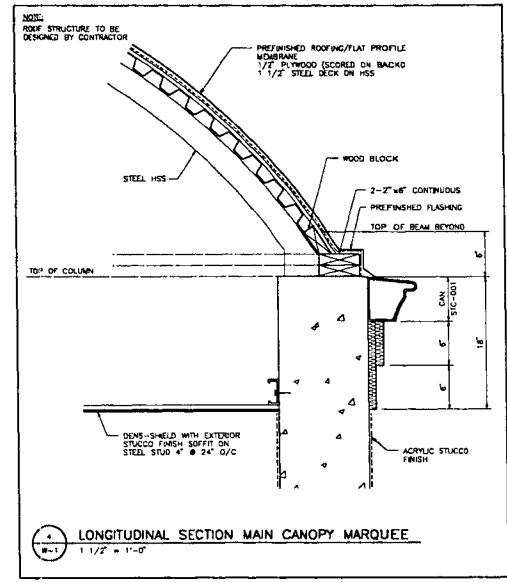 NOTE:
ROOF STRUCTURE TO BE
DESIGNED BY CONTRACTOR
PREFINISHED ROOFING/FLAT PROFILE
MEMBRANE
1/2" PLYWOOD (SCORED ON BACK)
1 1/2" STEEL DECK ON HSS
WOOD BLOCK
STEEL HSS
2-2"x6" CONTINUOUS
PREFINISHED FLASHING
TOP OF BEAM BEYOND
6"
TOP OF COLUMN
CAN
STC-001
6"
18"
6"
DENS-SHIELD WITH EXTERIOR
STUCCO FINISH SOFFIT ON
STEEL STUD 4" @ 24" O/C
ACRYLIC STUCCO
FINISH
4
W-1
LONGITUDINAL SECTION MAIN CANOPY MARQUEE
1 1/2" = 1'-0"